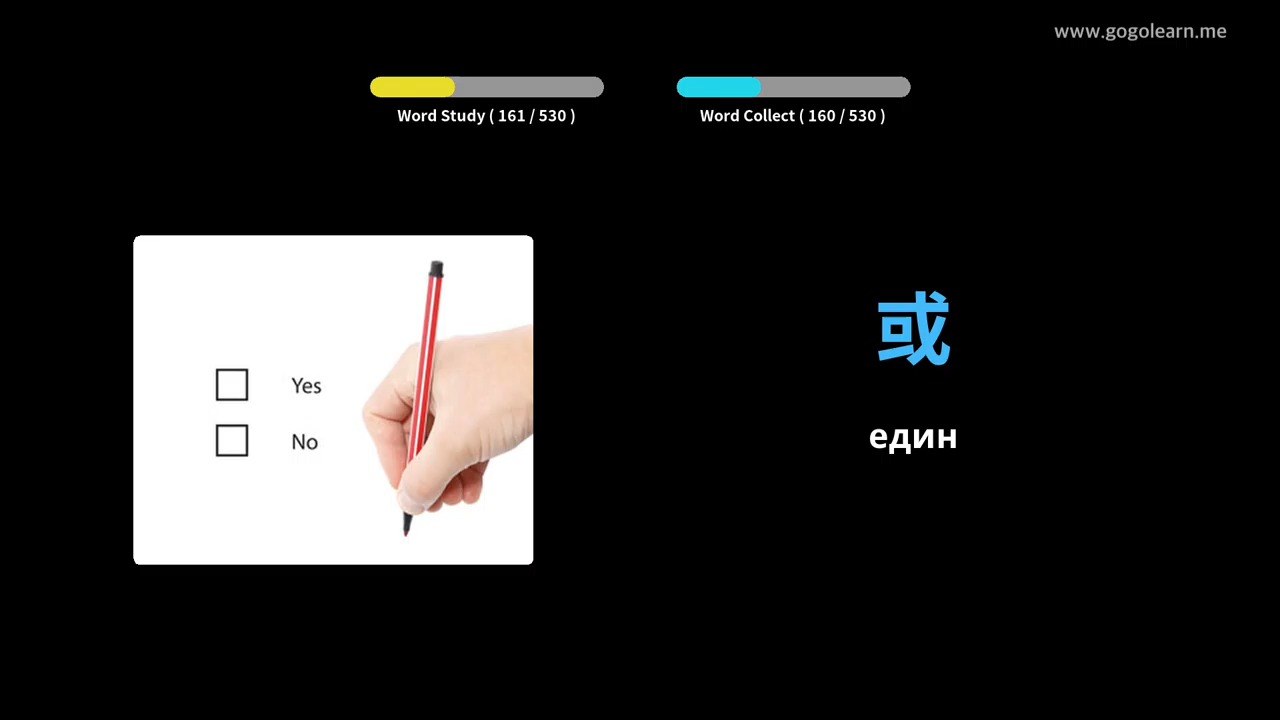 www.gogolearn.me
Word Study ( 161 / 530 )
Word Collect ( 160 / 530 )
Yes
No
或
един